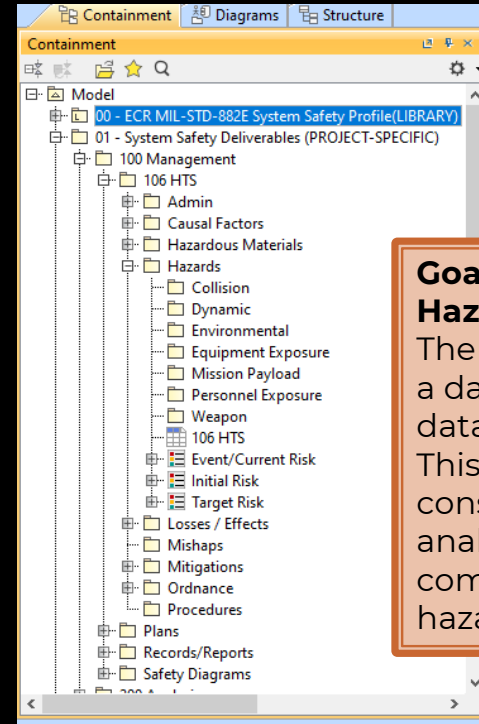 Containment Diagrams Structure
Containment
Model
00 - ECR MIL-STD-882E System Safety Profile(LIBRARY)
01 - System Safety Deliverables (PROJECT-SPECIFIC)
100 Management
106 HTS
Admin
Causal Factors
Hazardous Materials
Hazards
Collision
Dynamic
Environmental
Equipment Exposure
Mission Payload
Personnel Exposure
Weapon
106 HTS
Event/Current Risk
Initial Risk
Target Risk
Losses / Effects
Mishaps
Mitigations
Ordnance
Procedures
Plans
Records/Reports
Safety Diagrams
Goa
Haz
The
a da
data
This
cons
anal
com
haza